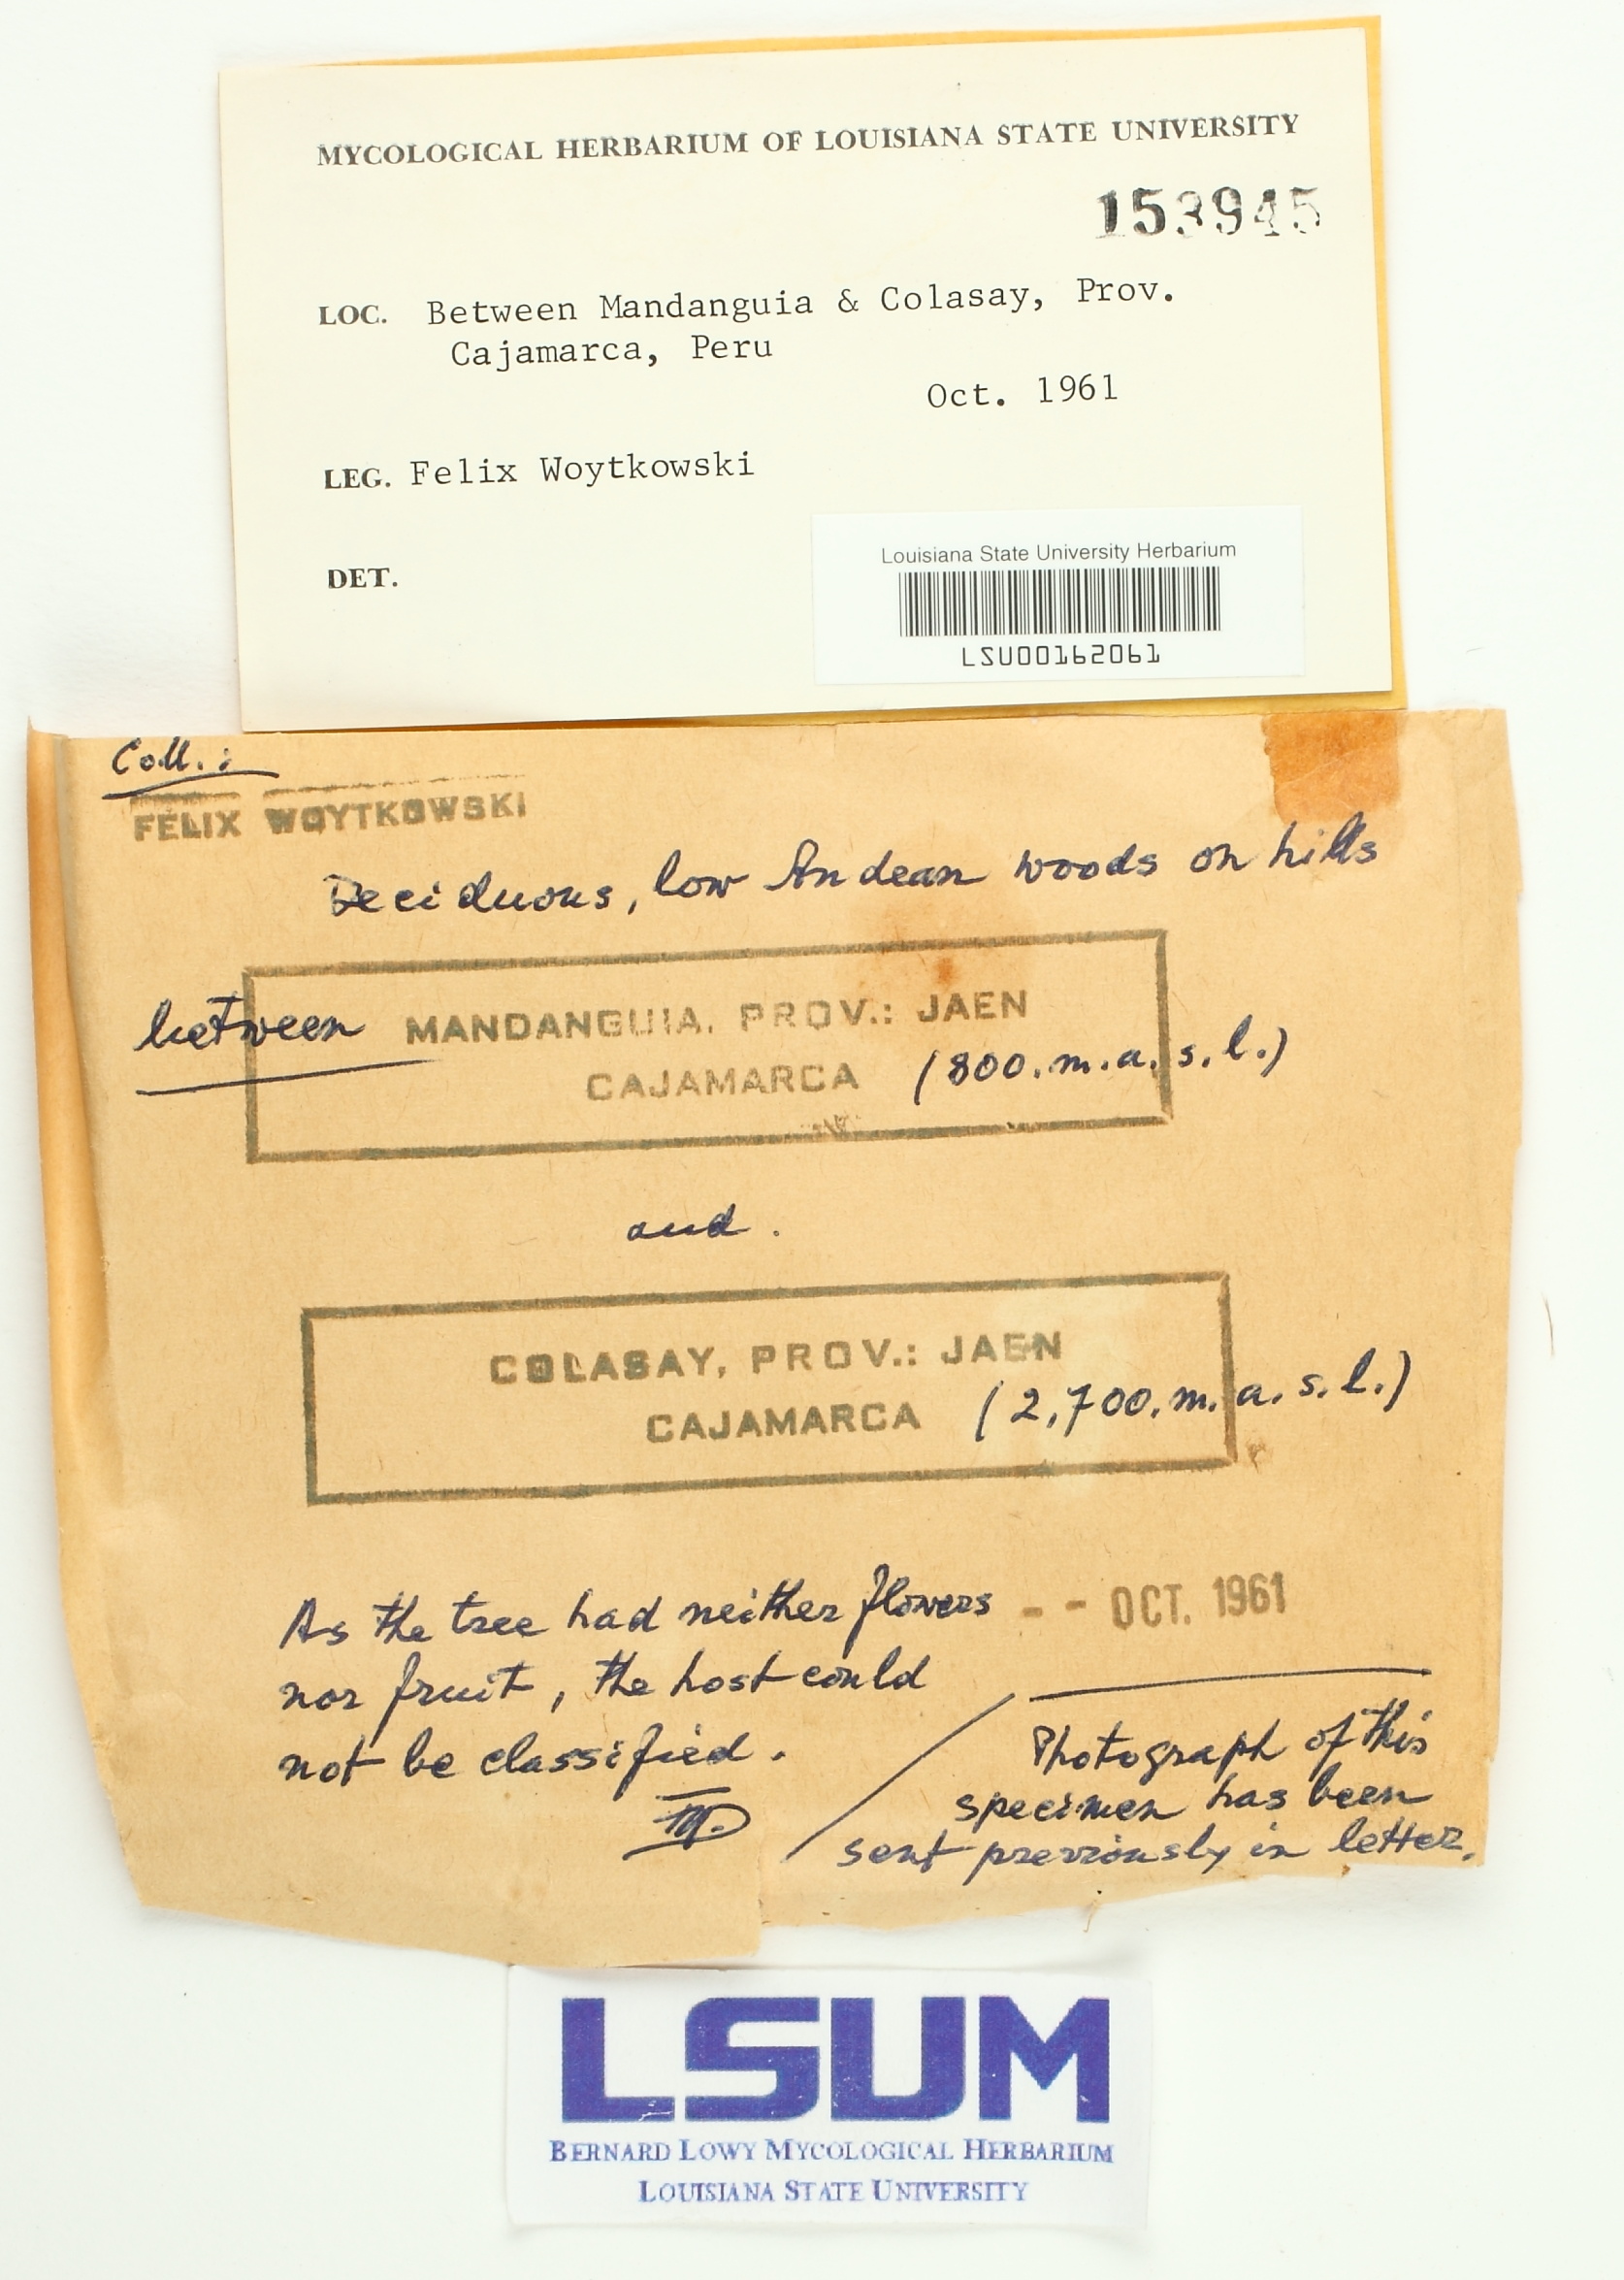 MYCOLOGICAL HERBARIUM OF LOUISIANA STATE UNIVERSITY
153945
LOC. Between Mandanguia & Colasay, Prov.
Cajamarca, Peru
Oct. 1961
LEG. Felix Woytkowski
DET.
Louisiana State University Herbarium
LSU00162061
Coll.:
FELIX WOYTKOWSKI
Deciduous, low Andean woods on hills
between MANDANGUIA, PROV.: JAEN
CAJAMARCA (800.m.a.s.l.)
and.
COLASAY, PROV.: JAEN
CAJAMARCA (2,700.m.a.s.l.)
As the tree had neither flowers -- OCT. 1961
nor fruit, the host could
not be classified.
Photograph of this
specimen has been
sent previously in letter.
LSUM
BERNARD LOWY MYCOLOGICAL HERBARIUM
LOUISIANA STATE UNIVERSITY